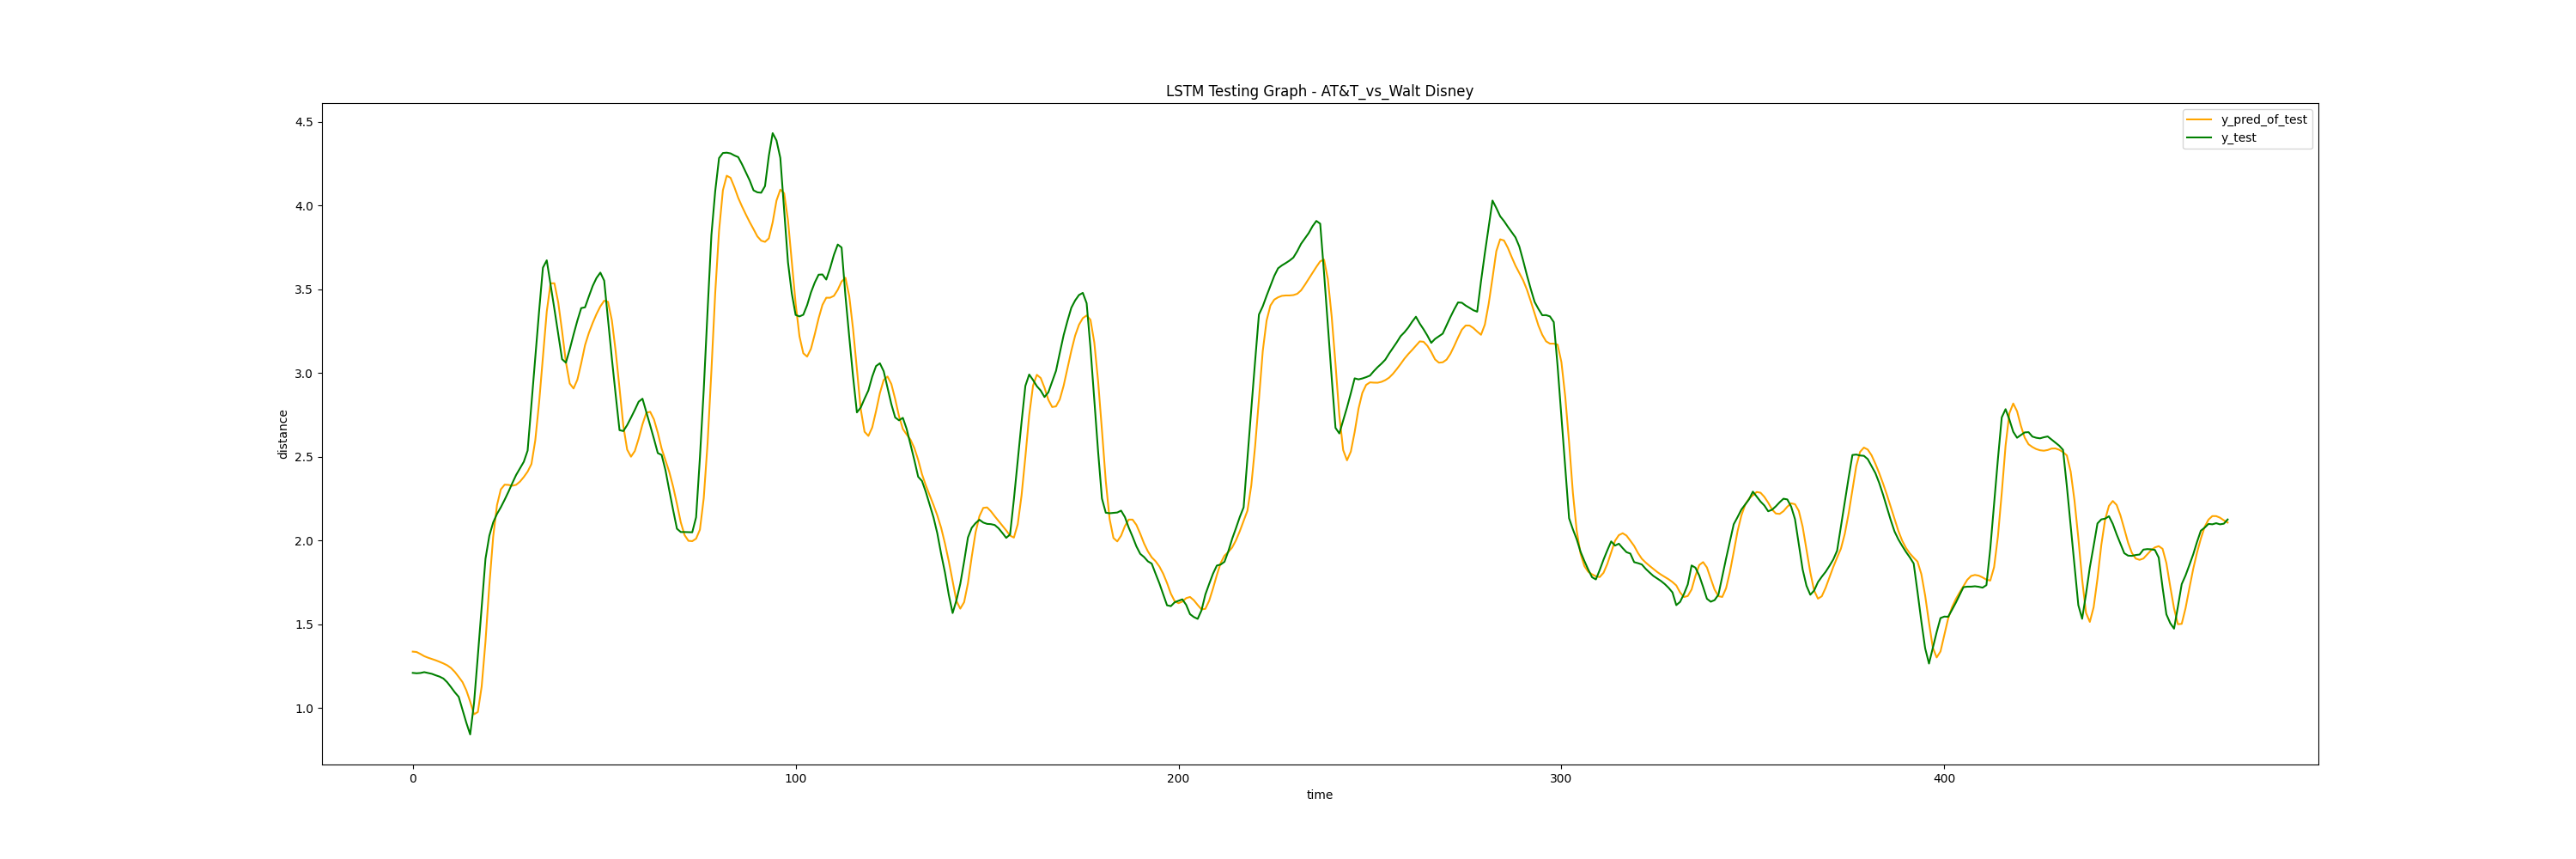 LSTM Testing Graph - AT&T_vs_Walt Disney
y_pred_of_test
y_test
4.5
4.0
3.5
3.0
2.5
2.0
1.5
1.0
distance
0 100 200 300 400
time